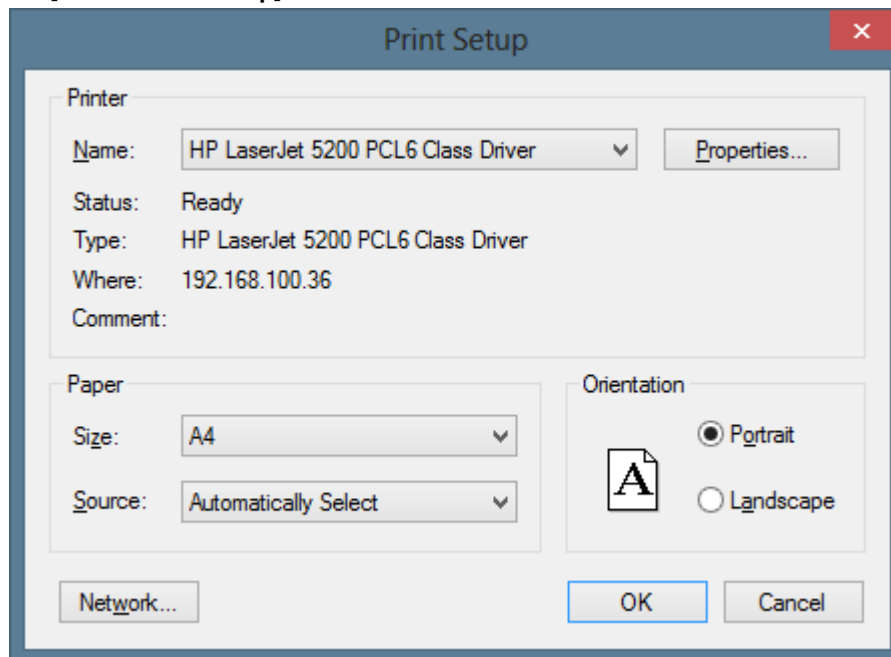 Print Setup
Printer
Name: HP LaserJet 5200 PCL6 Class Driver Properties...
Status: Ready
Type: HP LaserJet 5200 PCL6 Class Driver
Where: 192.168.100.36
Comment:
Paper
Size: A4
Source: Automatically Select
Orientation
A
Portrait
Landscape
Network... OK Cancel